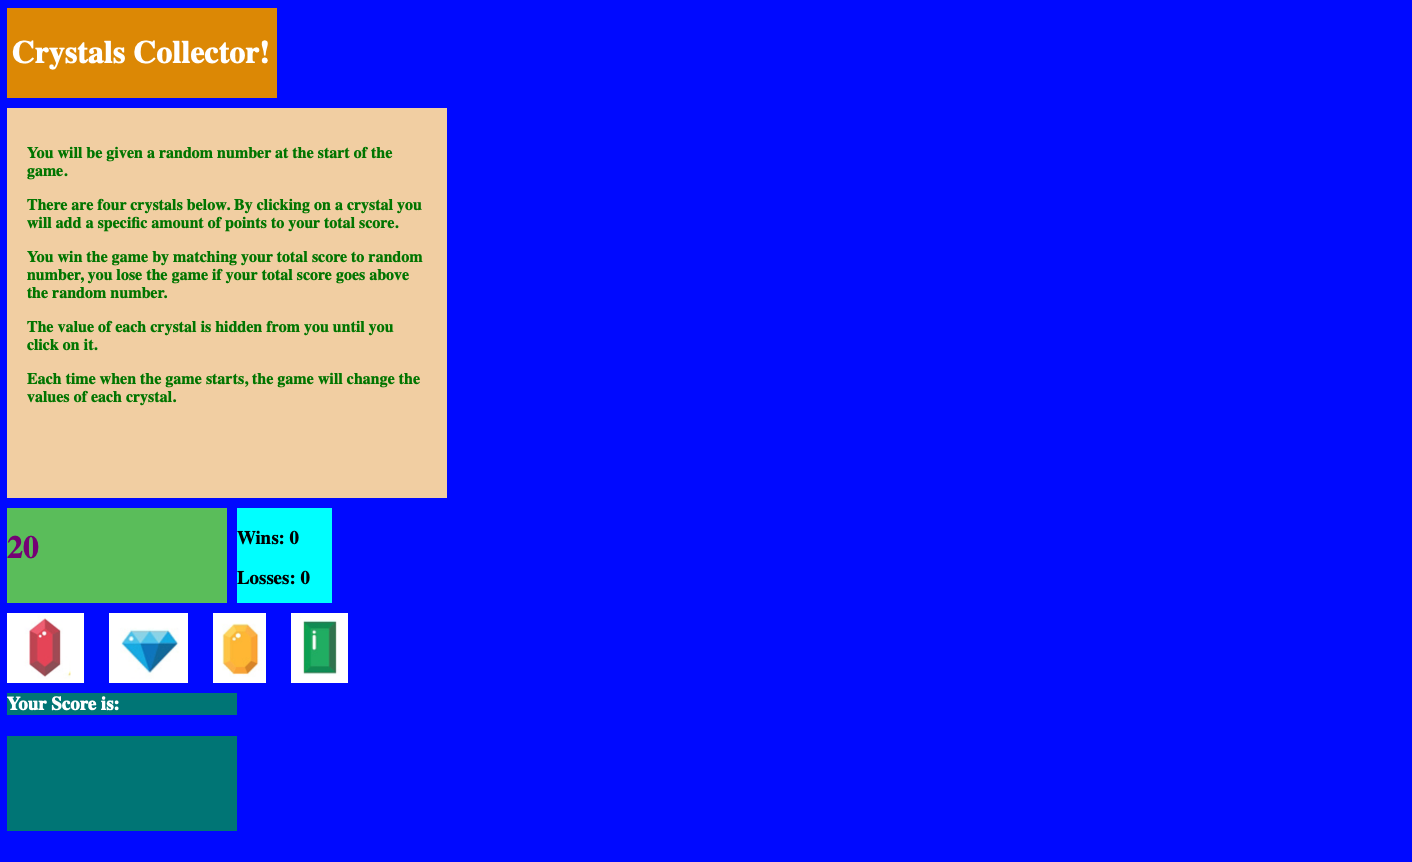 Crystals Collector!
You will be given a random number at the start of the
game.
There are four crystals below. By clicking on a crystal you
will add a specific amount of points to your total score.
You win the game by matching your total score to random
number, you lose the game if your total score goes above
the random number.
The value of each crystal is hidden from you until you
click on it.
Each time when the game starts, the game will change the
values of each crystal.
20
Wins: 0
Losses: 0
Your Score is: